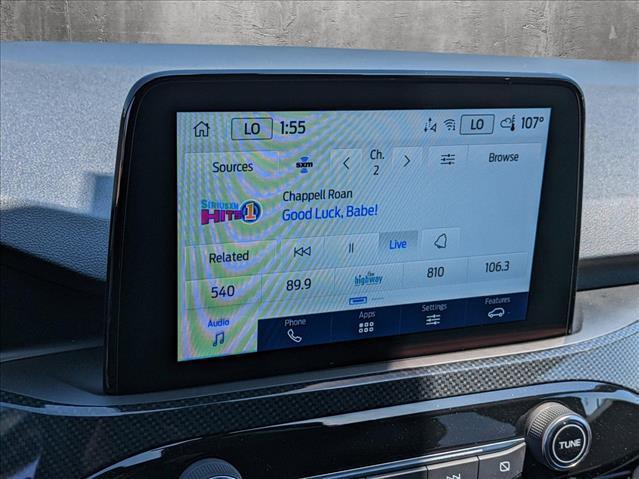 LO 1:55 LO 107°
Sources sxm Ch. 2 Browse
SiriusXM Hits 1
Chappell Roan
Good Luck, Babe!
Related Live
540 89.9 the highway 810 106.3
Audio Phone Apps Settings Features
TUNE